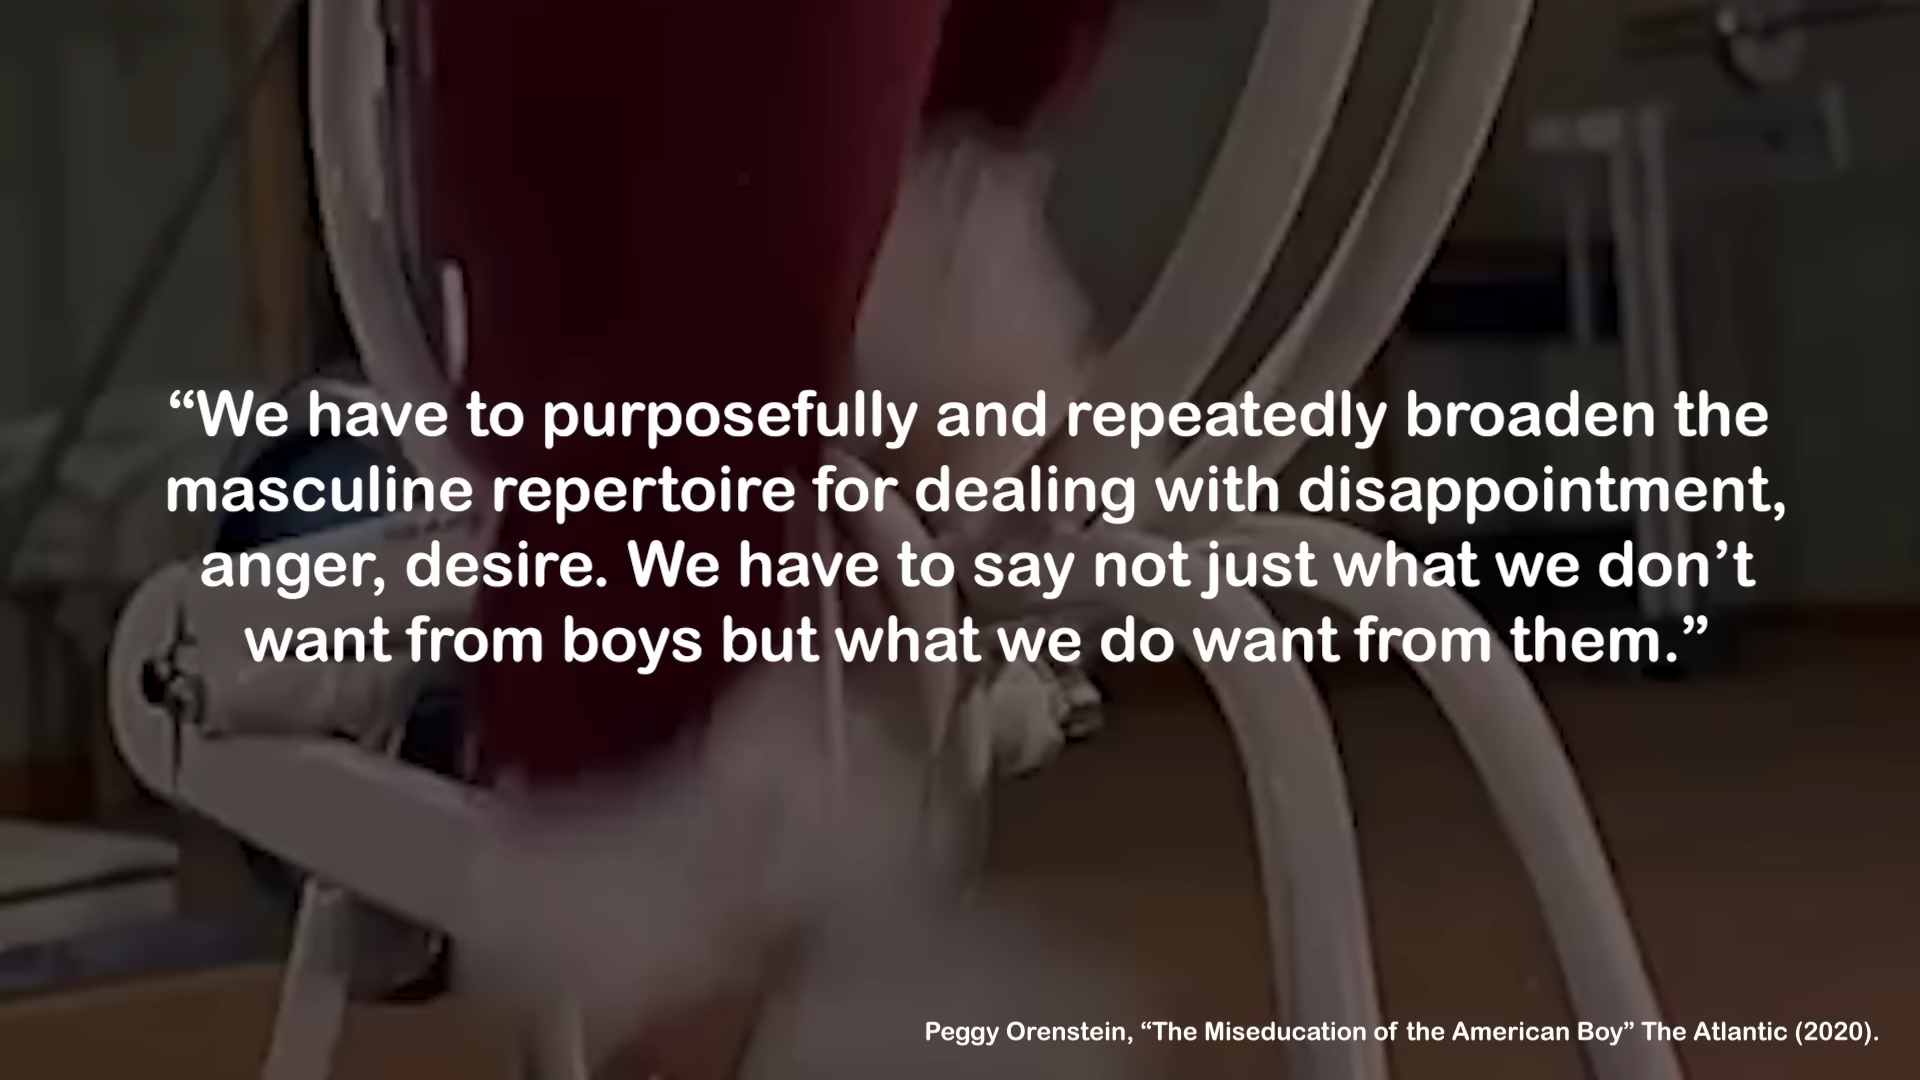 “We have to purposefully and repeatedly broaden the
masculine repertoire for dealing with disappointment,
anger, desire. We have to say not just what we don’t
want from boys but what we do want from them.”
Peggy Orenstein, “The Miseducation of the American Boy” The Atlantic (2020).